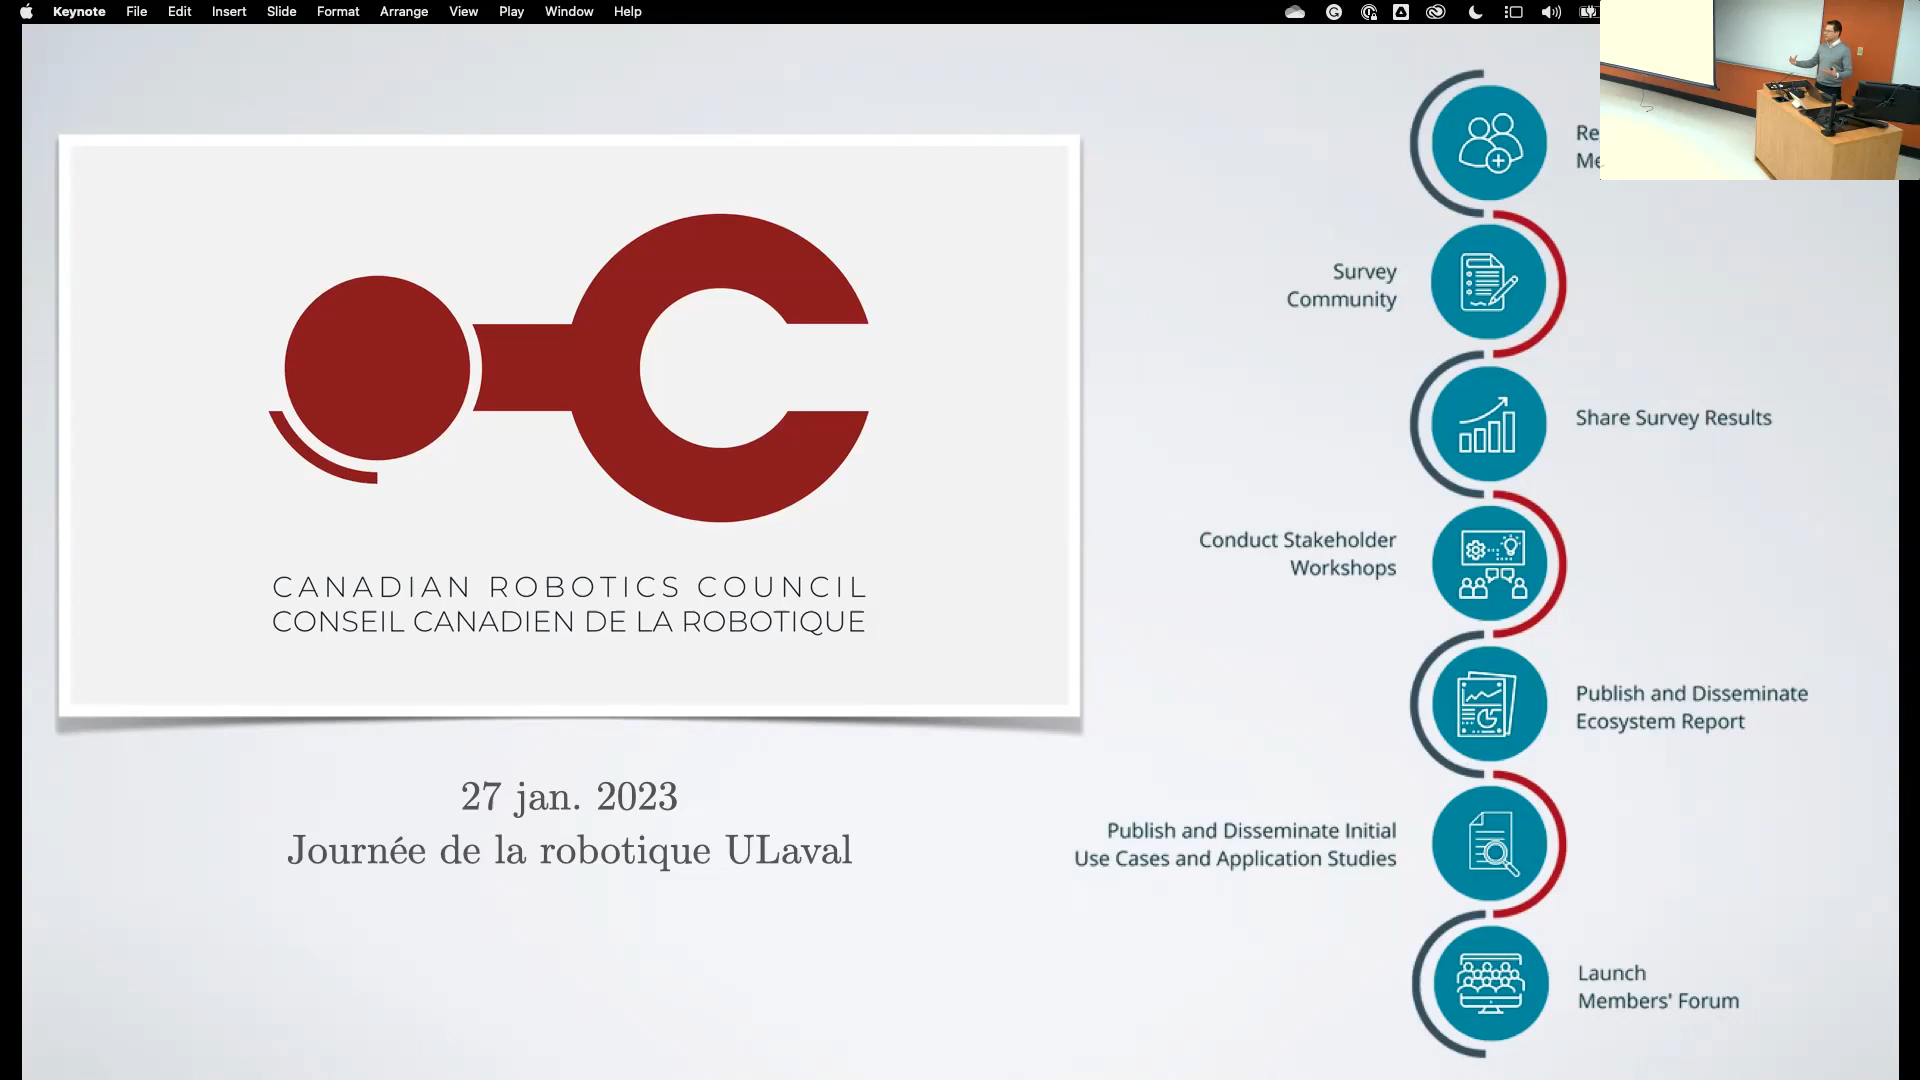 Keynote File Edit Insert Slide Format Arrange View Play Window Help
CANADIAN ROBOTICS COUNCIL
CONSEIL CANADIEN DE LA ROBOTIQUE
27 jan. 2023
Journée de la robotique ULaval
Survey
Community
Share Survey Results
Conduct Stakeholder
Workshops
Publish and Disseminate
Ecosystem Report
Publish and Disseminate Initial
Use Cases and Application Studies
Launch
Members' Forum